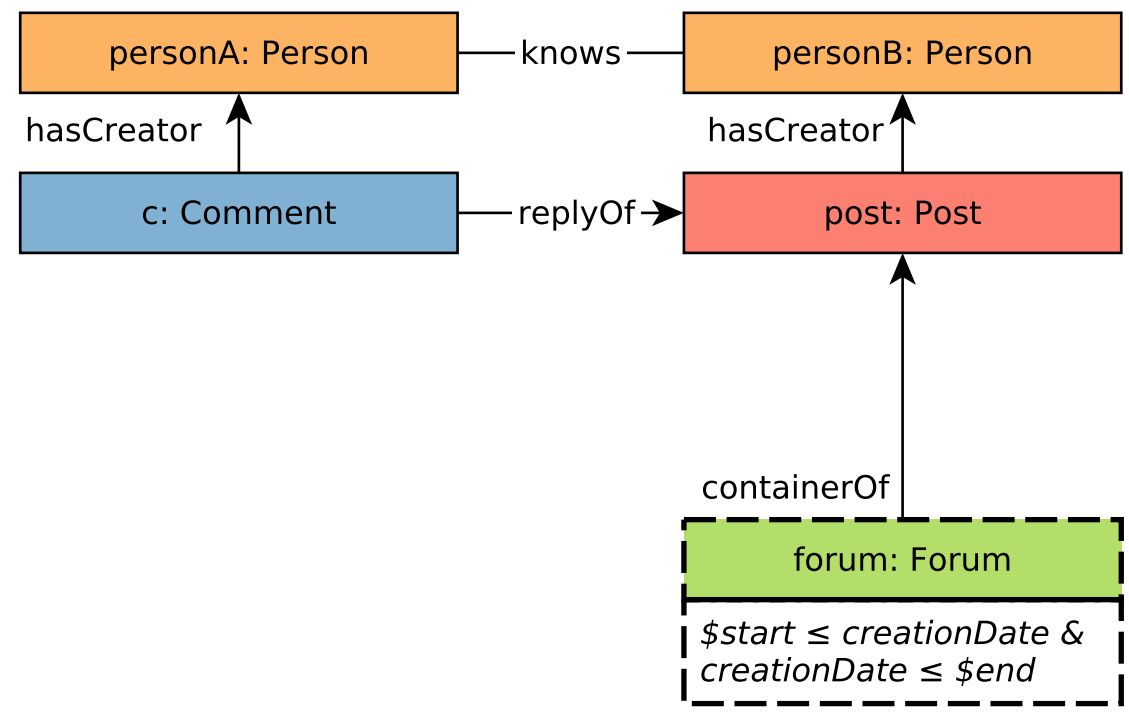 personA: Person
knows
personB: Person
hasCreator
hasCreator
c: Comment
replyOf
post: Post
containerOf
forum: Forum
$start ≤ creationDate &
creationDate ≤ $end